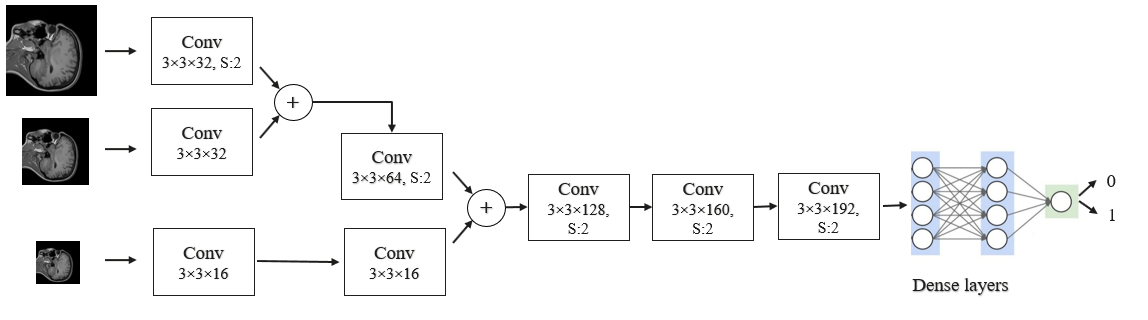 Conv
3×3×32, S:2
+
Conv
3×3×32
Conv
3×3×64, S:2
+
Conv
3×3×16
Conv
3×3×16
Conv
3×3×128,
S:2
Conv
3×3×160,
S:2
Conv
3×3×192,
S:2
0
1
Dense layers